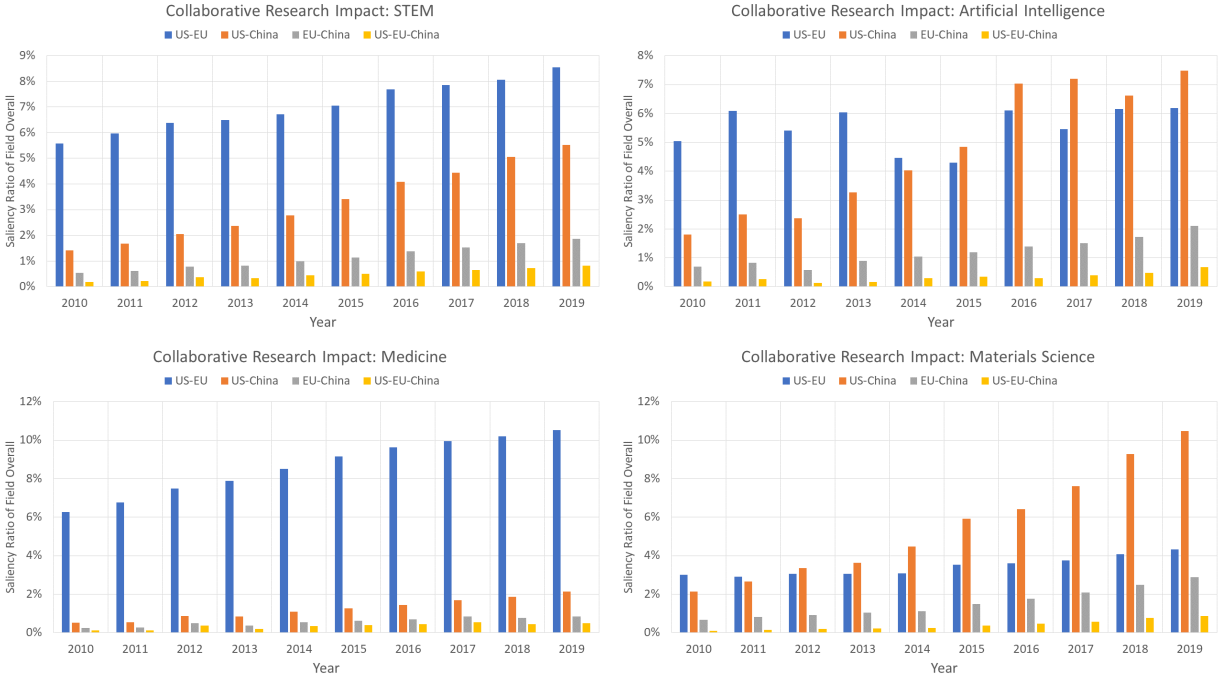 Collaborative Research Impact: STEM
US-EU US-China EU-China US-EU-China
Saliency Ratio of Field Overall
9%
8%
7%
6%
5%
4%
3%
2%
1%
0%
2010 2011 2012 2013 2014 2015 2016 2017 2018 2019
Year
Collaborative Research Impact: Artificial Intelligence
US-EU US-China EU-China US-EU-China
Saliency Ratio of Field Overall
8%
7%
6%
5%
4%
3%
2%
1%
0%
2010 2011 2012 2013 2014 2015 2016 2017 2018 2019
Year
Collaborative Research Impact: Medicine
US-EU US-China EU-China US-EU-China
Saliency Ratio of Field Overall
12%
10%
8%
6%
4%
2%
0%
2010 2011 2012 2013 2014 2015 2016 2017 2018 2019
Year
Collaborative Research Impact: Materials Science
US-EU US-China EU-China US-EU-China
Saliency Ratio of Field Overall
12%
10%
8%
6%
4%
2%
0%
2010 2011 2012 2013 2014 2015 2016 2017 2018 2019
Year